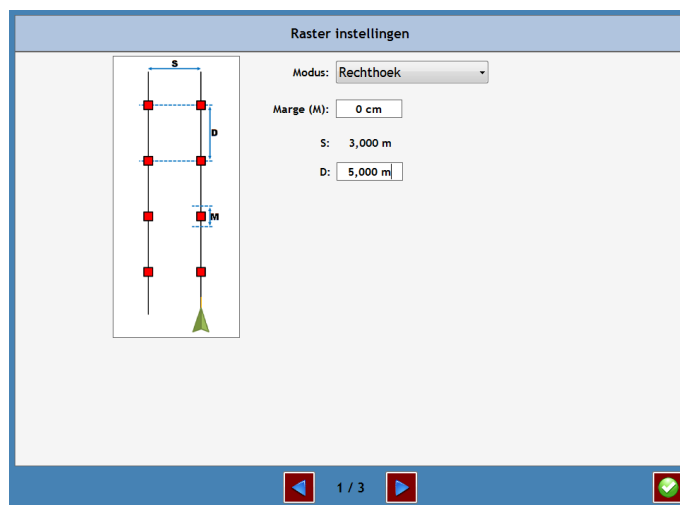 Raster instellingen
S
D
M
Modus: Rechthoek
Marge (M): 0 cm
S: 3,000 m
D: 5,000 m
1 / 3